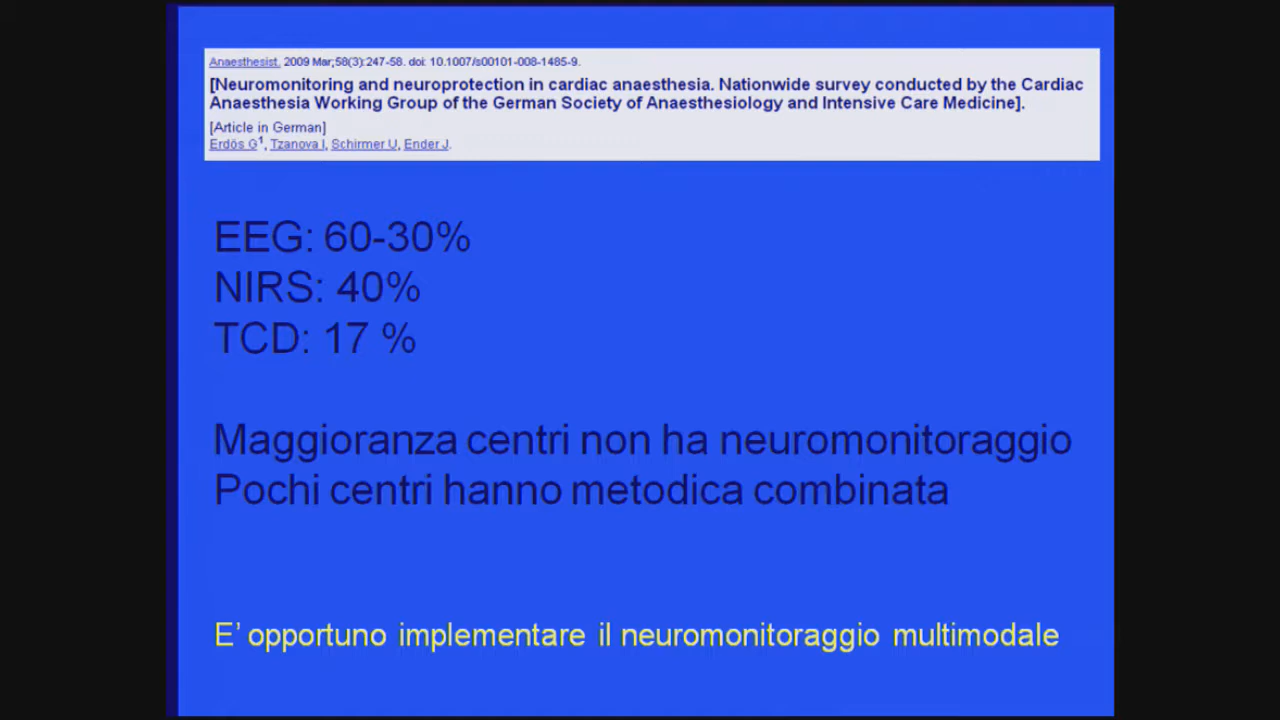 Anaesthesist. 2009 Mar;58(3):247-58. doi: 10.1007/s00101-008-1485-9.
[Neuromonitoring and neuroprotection in cardiac anaesthesia. Nationwide survey conducted by the Cardiac
Anaesthesia Working Group of the German Society of Anaesthesiology and Intensive Care Medicine].
[Article in German]
Erdös G1, Tzanova I, Schirmer U, Ender J.
EEG: 60-30%
NIRS: 40%
TCD: 17 %
Maggioranza centri non ha neuromonitoraggio
Pochi centri hanno metodica combinata
E' opportuno implementare il neuromonitoraggio multimodale